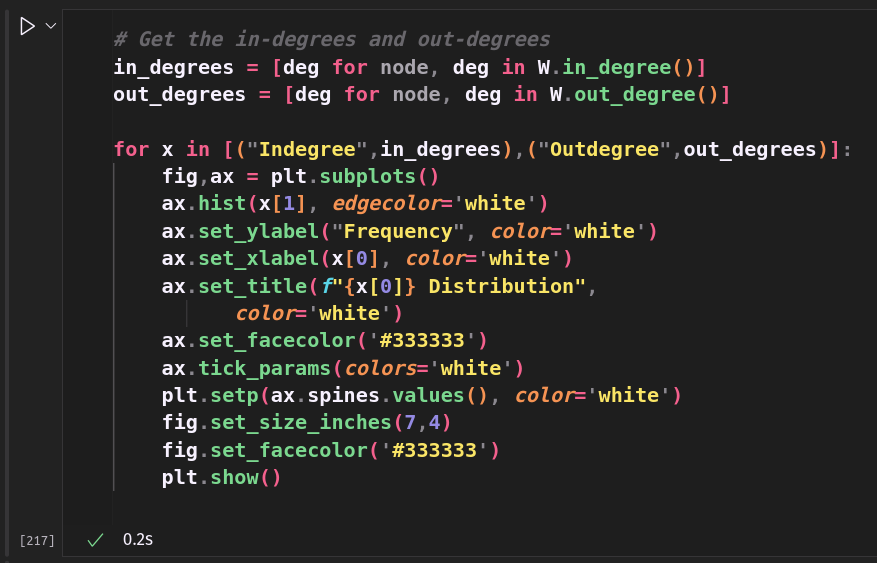 # Get the in-degrees and out-degrees
in_degrees = [deg for node, deg in W.in_degree()]
out_degrees = [deg for node, deg in W.out_degree()]

for x in [("Indegree",in_degrees),("Outdegree",out_degrees)]:
    fig,ax = plt.subplots()
    ax.hist(x[1], edgecolor='white')
    ax.set_ylabel("Frequency", color='white')
    ax.set_xlabel(x[0], color='white')
    ax.set_title(f"{x[0]} Distribution",
          color='white')
    ax.set_facecolor('#333333')
    ax.tick_params(colors='white')
    plt.setp(ax.spines.values(), color='white')
    fig.set_size_inches(7,4)
    fig.set_facecolor('#333333')
    plt.show()
[217] 0.2s